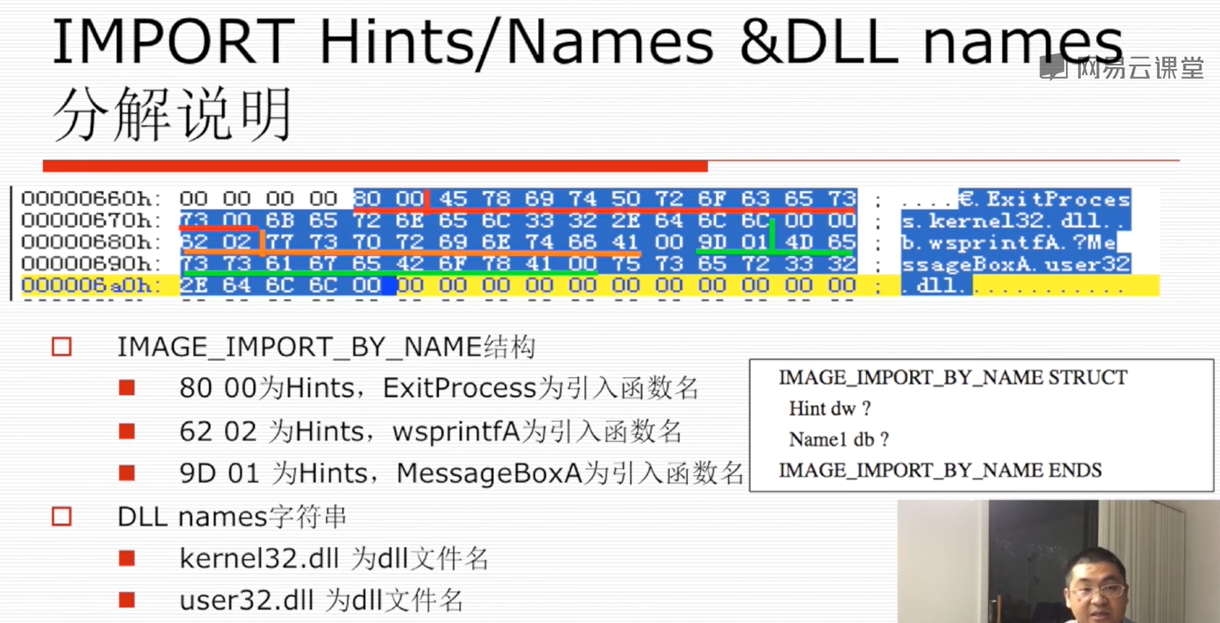 IMPORT Hints/Names &DLL names
网易云课堂
分解说明
00000660h: 00 00 00 00 80 00 45 78 69 74 50 72 6F 63 65 73 ; ....€.ExitProces
00000670h: 73 00 6B 65 72 6E 65 6C 33 32 2E 64 6C 6C 00 00 ; s.kernel32.dll..
00000680h: 62 02 77 73 70 72 69 6E 74 66 41 00 9D 01 4D 65 ; b.wsprintfA.?Me
00000690h: 73 73 61 67 65 42 6F 78 41 00 75 73 65 72 33 32 ; ssageBoxA.user32
000006a0h: 2E 64 6C 6C 00 00 00 00 00 00 00 00 00 00 00 00 ; .dll............
IMAGE_IMPORT_BY_NAME结构
80 00为Hints，ExitProcess为引入函数名
62 02 为Hints，wsprintfA为引入函数名
9D 01 为Hints，MessageBoxA为引入函数名
DLL names字符串
kernel32.dll 为dll文件名
user32.dll 为dll文件名
IMAGE_IMPORT_BY_NAME STRUCT
Hint dw ?
Name1 db ?
IMAGE_IMPORT_BY_NAME ENDS